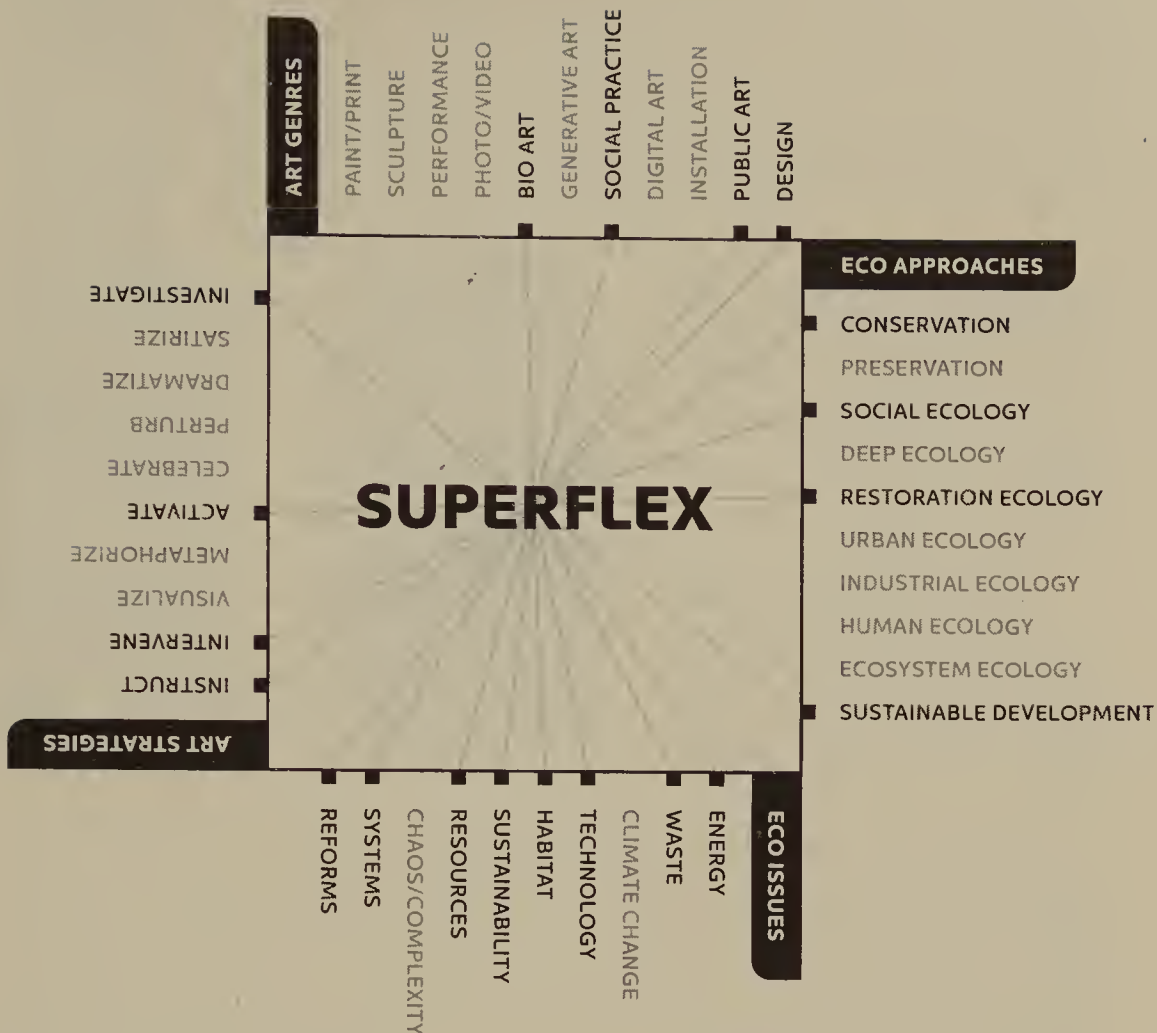 ART GENRES
PAINT/PRINT
SCULPTURE
PERFORMANCE
PHOTO/VIDEO
BIO ART
GENERATIVE ART
SOCIAL PRACTICE
DIGITAL ART
INSTALLATION
PUBLIC ART
DESIGN
ECO APPROACHES
CONSERVATION
PRESERVATION
SOCIAL ECOLOGY
DEEP ECOLOGY
RESTORATION ECOLOGY
URBAN ECOLOGY
INDUSTRIAL ECOLOGY
HUMAN ECOLOGY
ECOSYSTEM ECOLOGY
SUSTAINABLE DEVELOPMENT
ECO ISSUES
ENERGY
WASTE
CLIMATE CHANGE
TECHNOLOGY
HABITAT
SUSTAINABILITY
RESOURCES
CHAOS/COMPLEXITY
SYSTEMS
REFORMS
ART STRATEGIES
INSTRUCT
INTERVENE
VISUALIZE
METAPHORIZE
ACTIVATE
CELEBRATE
PERTURB
DRAMATIZE
SATIRIZE
INVESTIGATE
SUPERFLEX